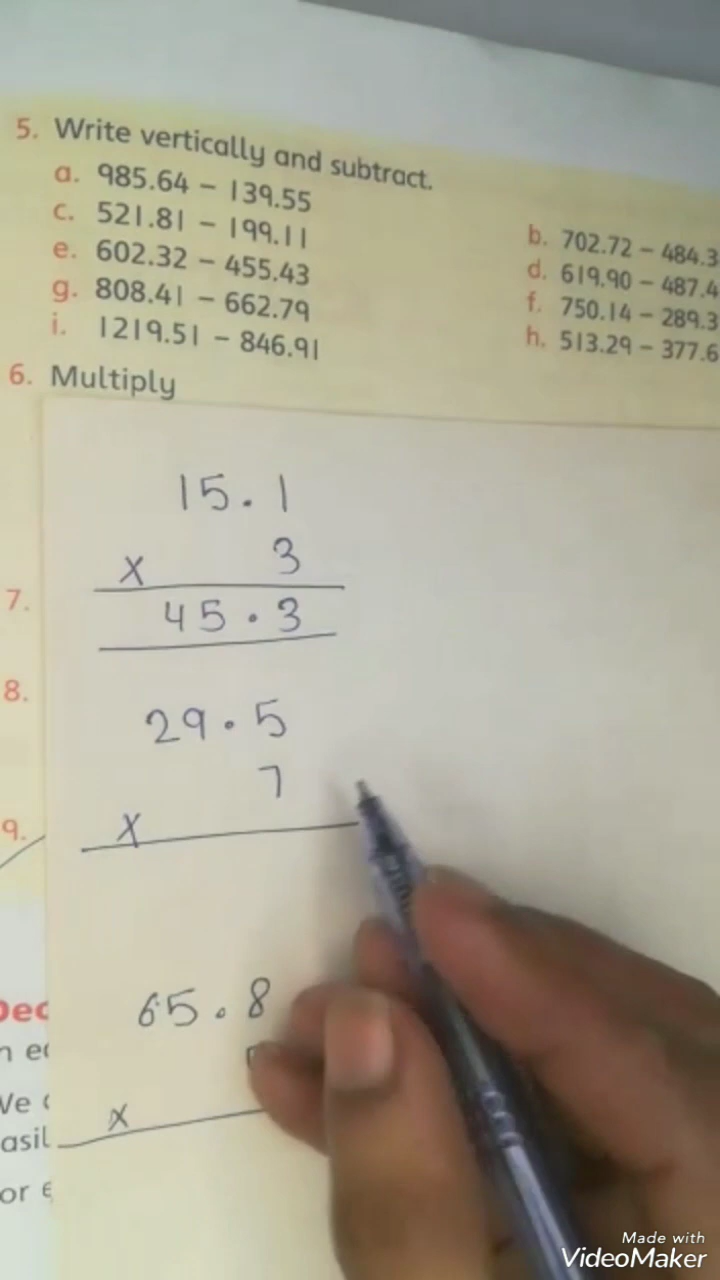 5. Write vertically and subtract.
a. 985.64 – 139.55
b. 702.72 – 484.3
c. 521.81 – 199.11
d. 619.90 – 487.4
e. 602.32 – 455.43
f. 750.14 – 289.3
g. 808.41 – 662.79
h. 513.29 – 377.6
i. 1219.51 – 846.91
6. Multiply
15.1
x 3
45.3
7.
8.
29.5
7
x
9.
65.8
x
Dec
asil
or e
Made with
VideoMaker